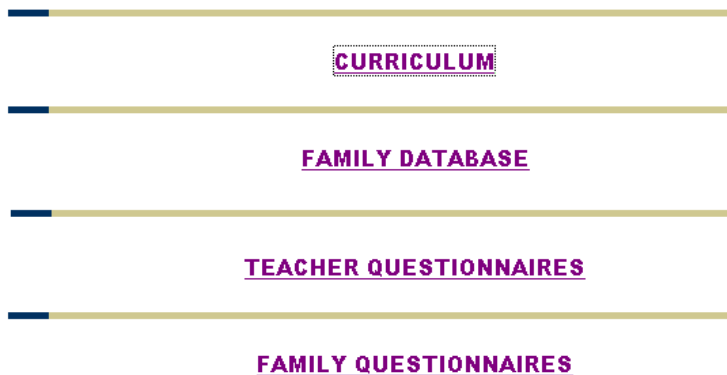 CURRICULUM
FAMILY DATABASE
TEACHER QUESTIONNAIRES
FAMILY QUESTIONNAIRES